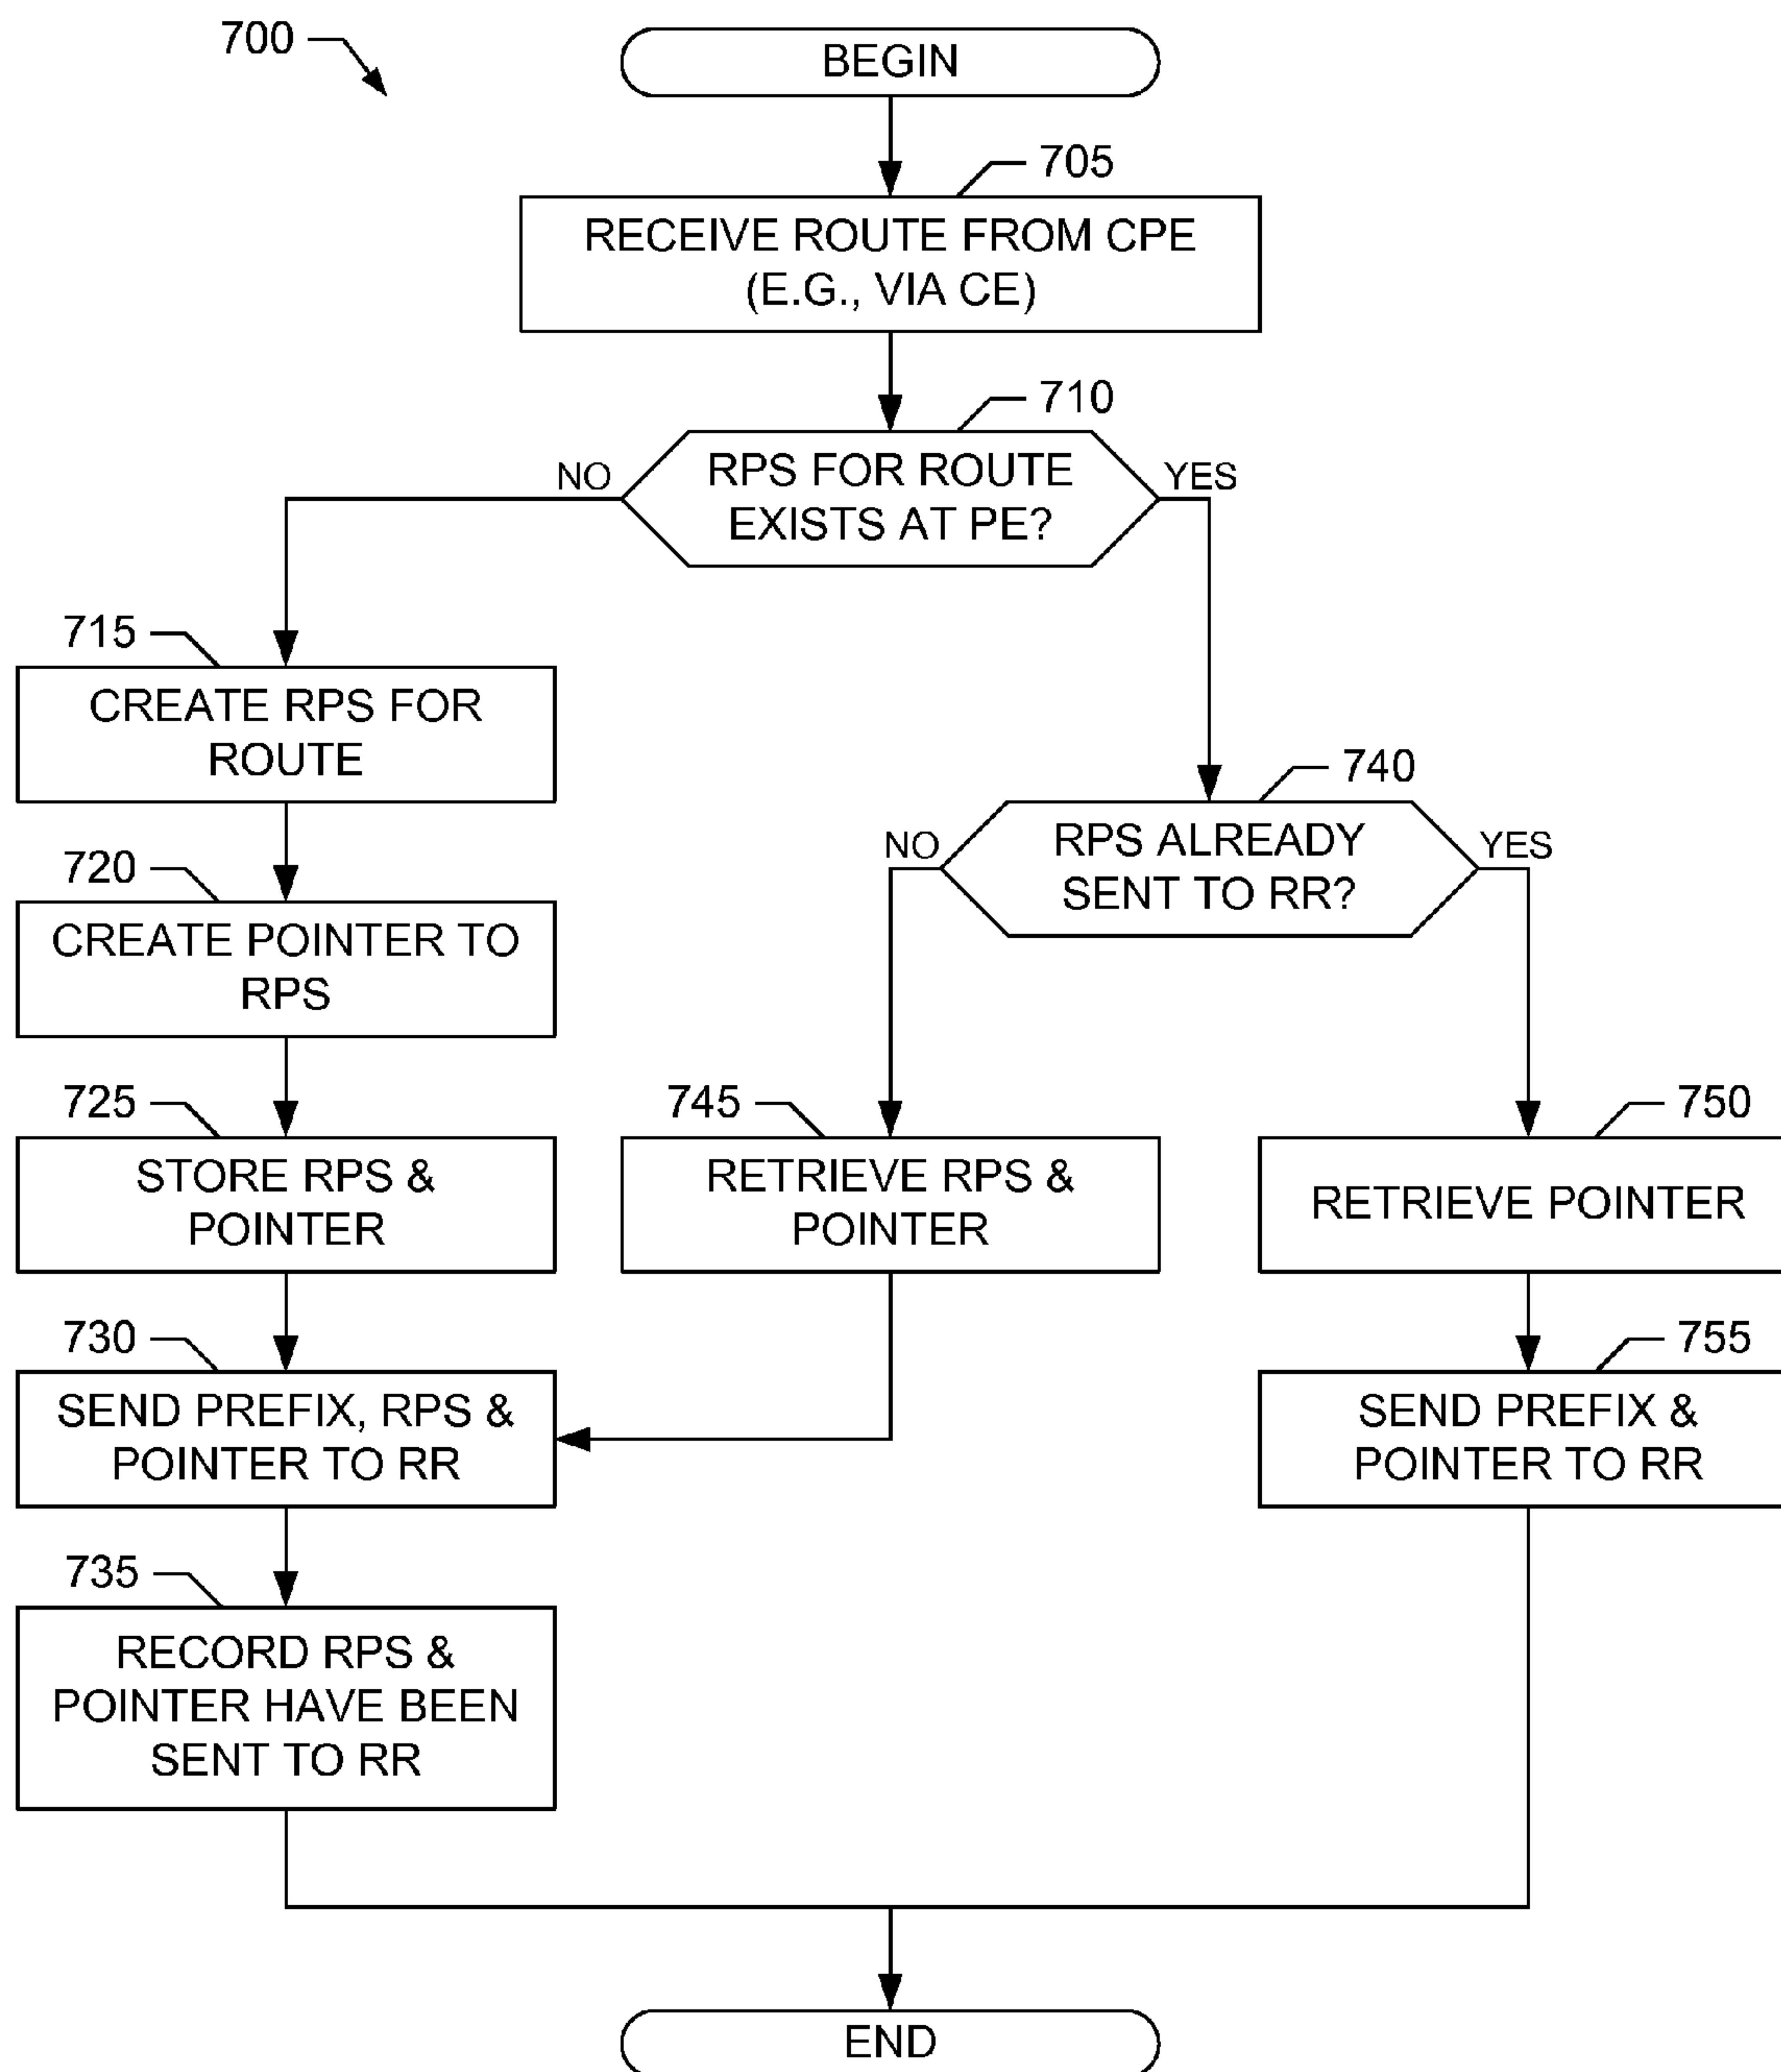 700
BEGIN
705
RECEIVE ROUTE FROM CPE
(E.G., VIA CE)
710
NO
RPS FOR ROUTE
EXISTS AT PE?
YES
715
CREATE RPS FOR
ROUTE
740
NO
RPS ALREADY
SENT TO RR?
YES
720
CREATE POINTER TO
RPS
725
STORE RPS &
POINTER
745
RETRIEVE RPS &
POINTER
750
RETRIEVE POINTER
730
SEND PREFIX, RPS &
POINTER TO RR
755
SEND PREFIX &
POINTER TO RR
735
RECORD RPS &
POINTER HAVE BEEN
SENT TO RR
END